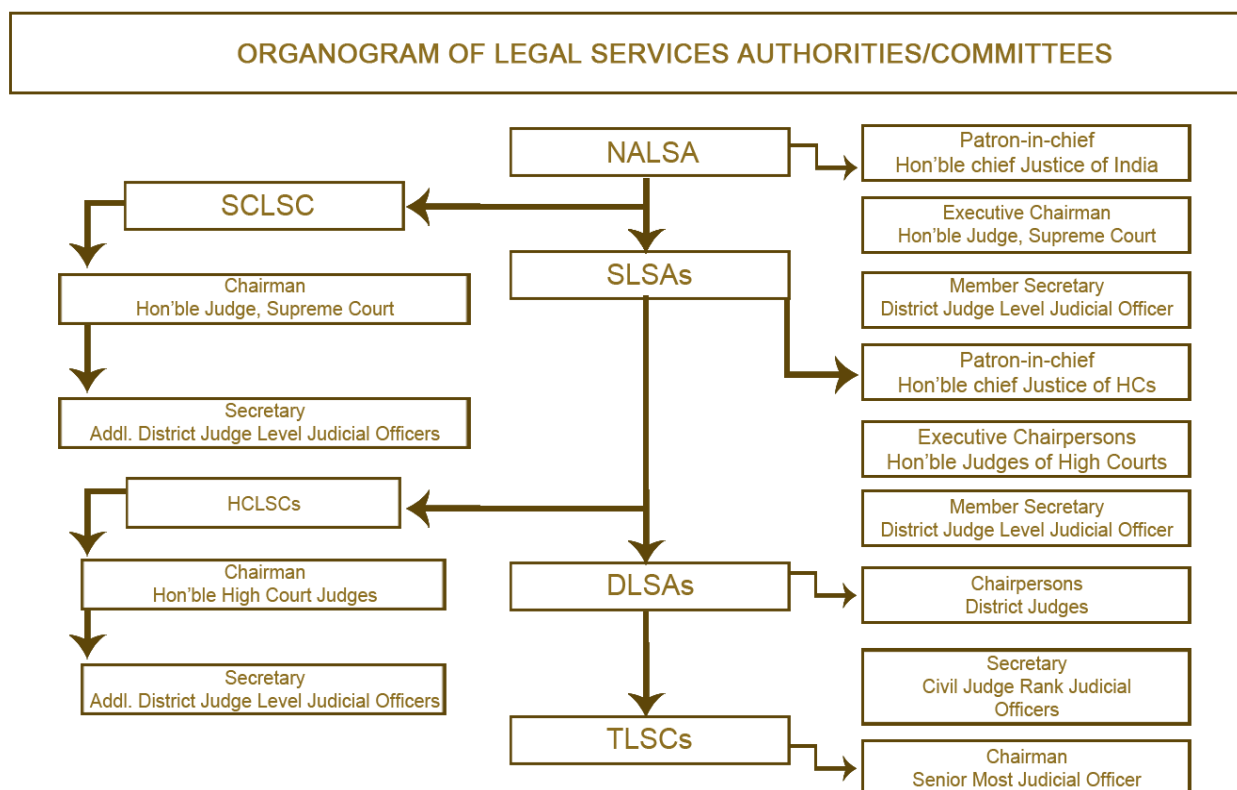 ORGANOGRAM OF LEGAL SERVICES AUTHORITIES/COMMITTEES
NALSA
Patron-in-chief
Hon'ble chief Justice of India
SCLSC
Executive Chairman
Hon'ble Judge, Supreme Court
SLSAs
Chairman
Hon'ble Judge, Supreme Court
Member Secretary
District Judge Level Judicial Officer
Patron-in-chief
Hon'ble chief Justice of HCs
Secretary
Addl. District Judge Level Judicial Officers
Executive Chairpersons
Hon'ble Judges of High Courts
HCLSCs
Member Secretary
District Judge Level Judicial Officer
Chairman
Hon'ble High Court Judges
DLSAs
Chairpersons
District Judges
Secretary
Addl. District Judge Level Judicial Officers
Secretary
Civil Judge Rank Judicial
Officers
TLSCs
Chairman
Senior Most Judicial Officer